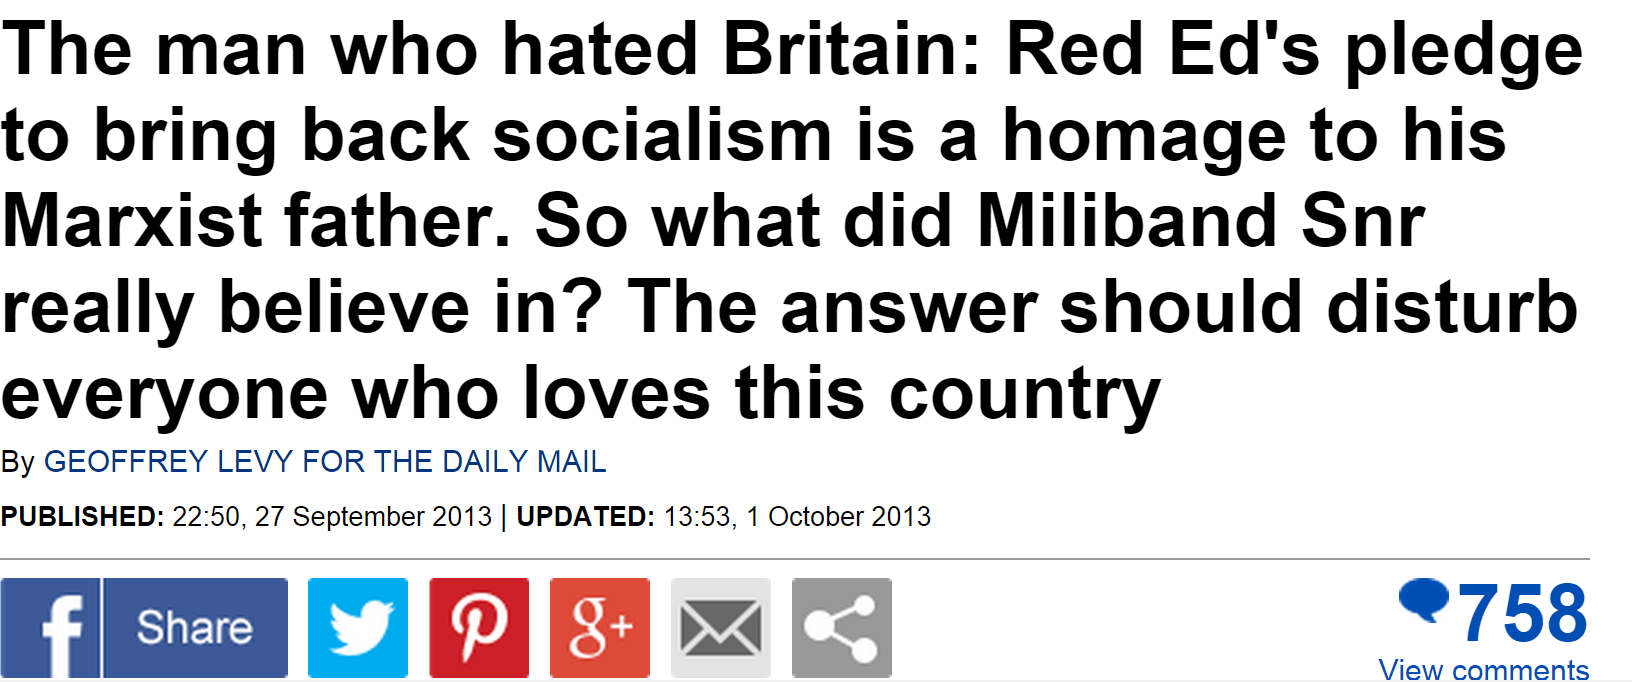 The man who hated Britain: Red Ed's pledge
to bring back socialism is a homage to his
Marxist father. So what did Miliband Snr
really believe in? The answer should disturb
everyone who loves this country
By GEOFFREY LEVY FOR THE DAILY MAIL
PUBLISHED: 22:50, 27 September 2013 | UPDATED: 13:53, 1 October 2013
f Share g+ 758
View comments